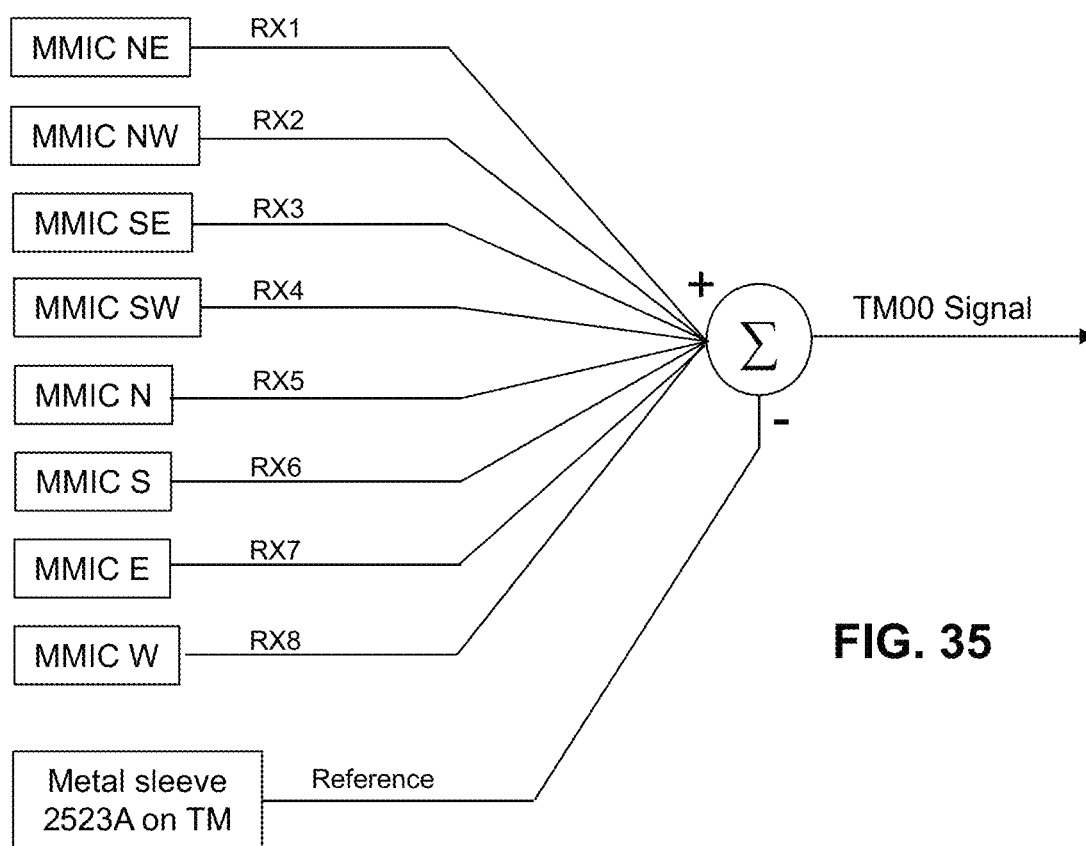 MMIC NE
RX1
MMIC NW
RX2
MMIC SE
RX3
MMIC SW
RX4
+
Σ
TM00 Signal
MMIC N
RX5
-
MMIC S
RX6
MMIC E
RX7
MMIC W
RX8
FIG. 35
Metal sleeve
2523A on TM
Reference